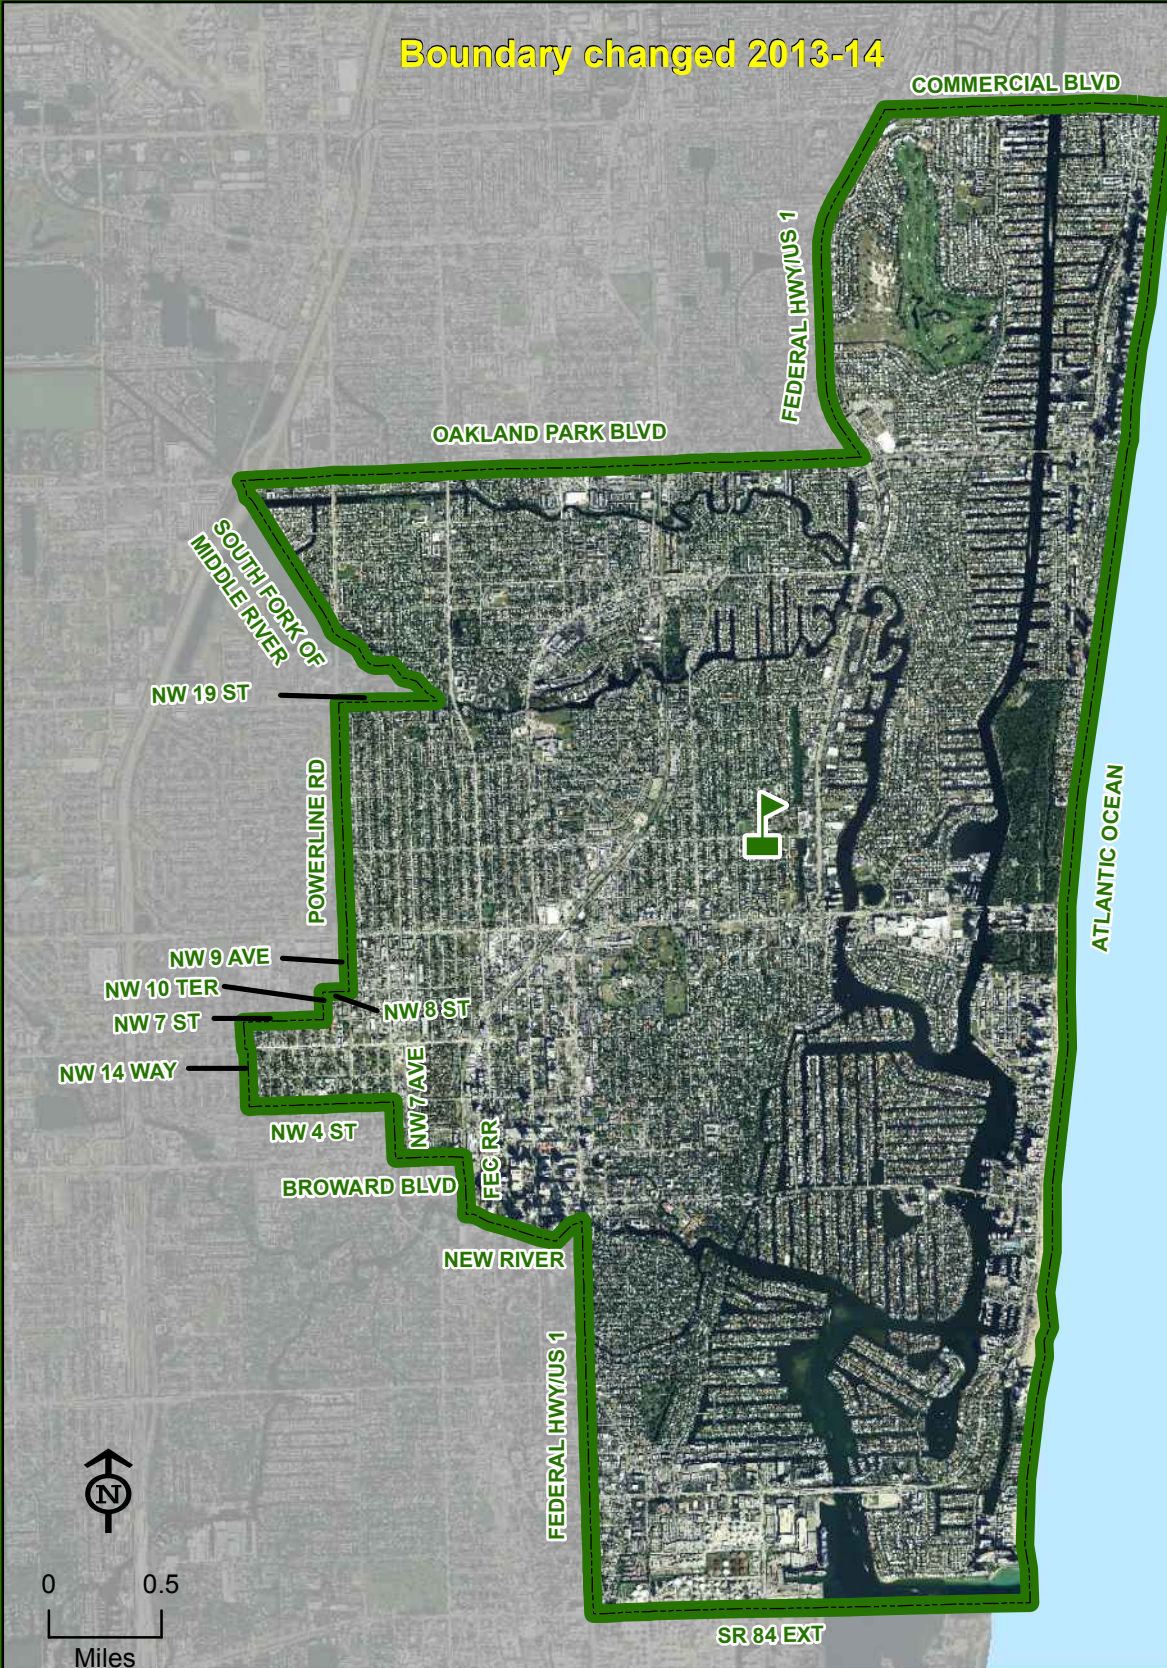 Boundary changed 2013-14
COMMERCIAL BLVD
FEDERAL HWY/US 1
OAKLAND PARK BLVD
SOUTH FORK OF
MIDDLE RIVER
NW 19 ST
POWERLINE RD
ATLANTIC OCEAN
NW 9 AVE
NW 10 TER
NW 8 ST
NW 7 ST
NW 14 WAY
NW 7 AVE
NW 4 ST
FEC RR
BROWARD BLVD
NEW RIVER
FEDERAL HWY/US 1
N
0 0.5
Miles
SR 84 EXT